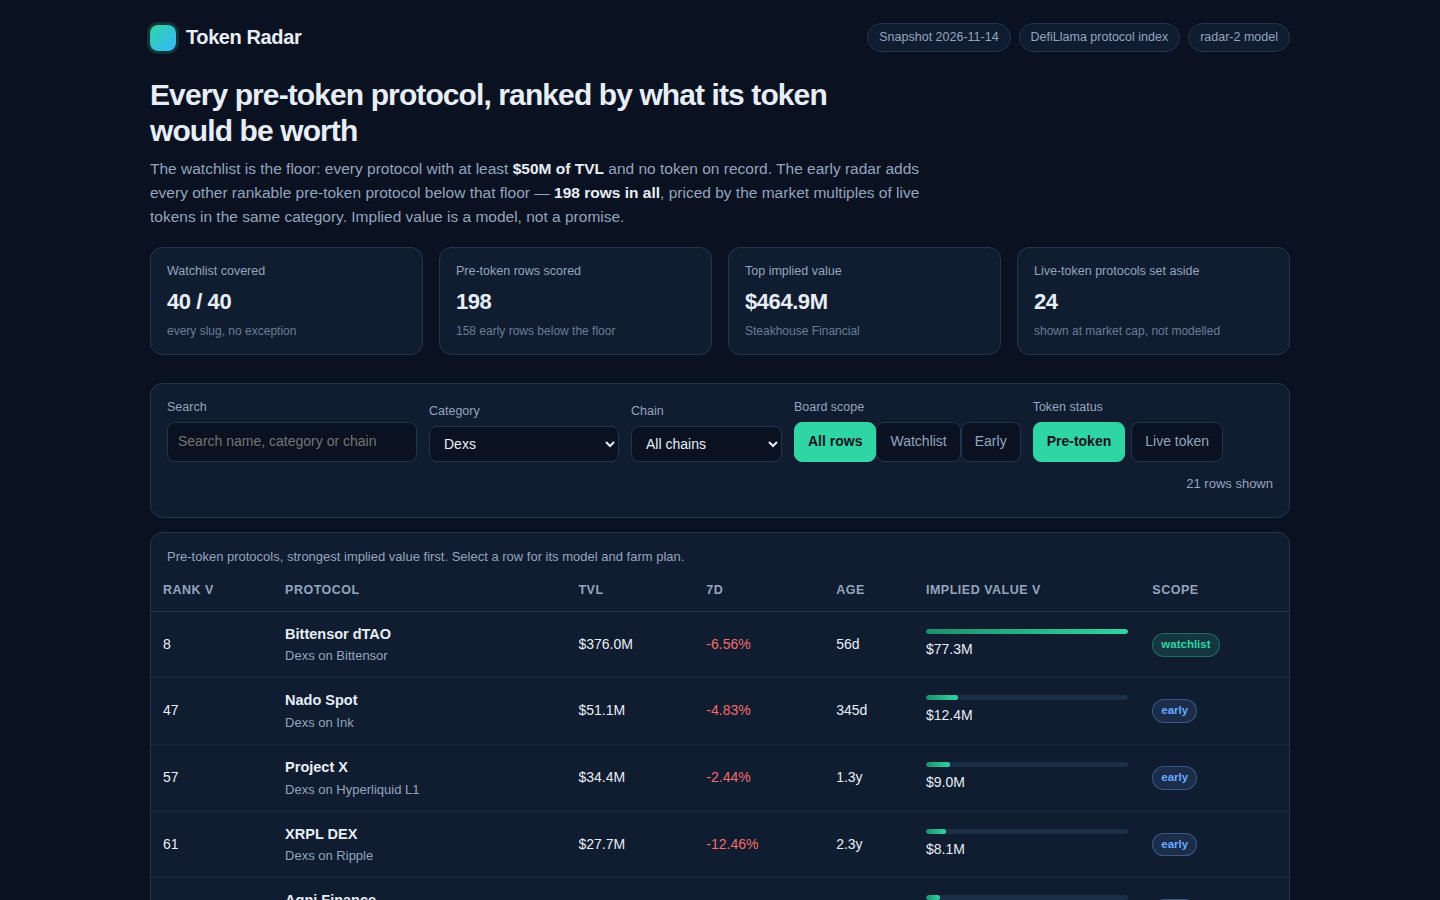 Token Radar
Snapshot 2026-11-14
DefiLlama protocol index
radar-2 model
Every pre-token protocol, ranked by what its token
would be worth
The watchlist is the floor: every protocol with at least $50M of TVL and no token on record. The early radar adds
every other rankable pre-token protocol below that floor — 198 rows in all, priced by the market multiples of live
tokens in the same category. Implied value is a model, not a promise.
Watchlist covered
40 / 40
every slug, no exception
Pre-token rows scored
198
158 early rows below the floor
Top implied value
$464.9M
Steakhouse Financial
Live-token protocols set aside
24
shown at market cap, not modelled
Search
Search name, category or chain
Category
Dexs
Chain
All chains
Board scope
All rows
Watchlist
Early
Token status
Pre-token
Live token
21 rows shown
Pre-token protocols, strongest implied value first. Select a row for its model and farm plan.
RANK V PROTOCOL TVL 7D AGE IMPLIED VALUE V SCOPE
8
Bittensor dTAO
Dexs on Bittensor
$376.0M
-6.56%
56d
$77.3M
watchlist
47
Nado Spot
Dexs on Ink
$51.1M
-4.83%
345d
$12.4M
early
57
Project X
Dexs on Hyperliquid L1
$34.4M
-2.44%
1.3y
$9.0M
early
61
XRPL DEX
Dexs on Ripple
$27.7M
-12.46%
2.3y
$8.1M
early
Agni Finance